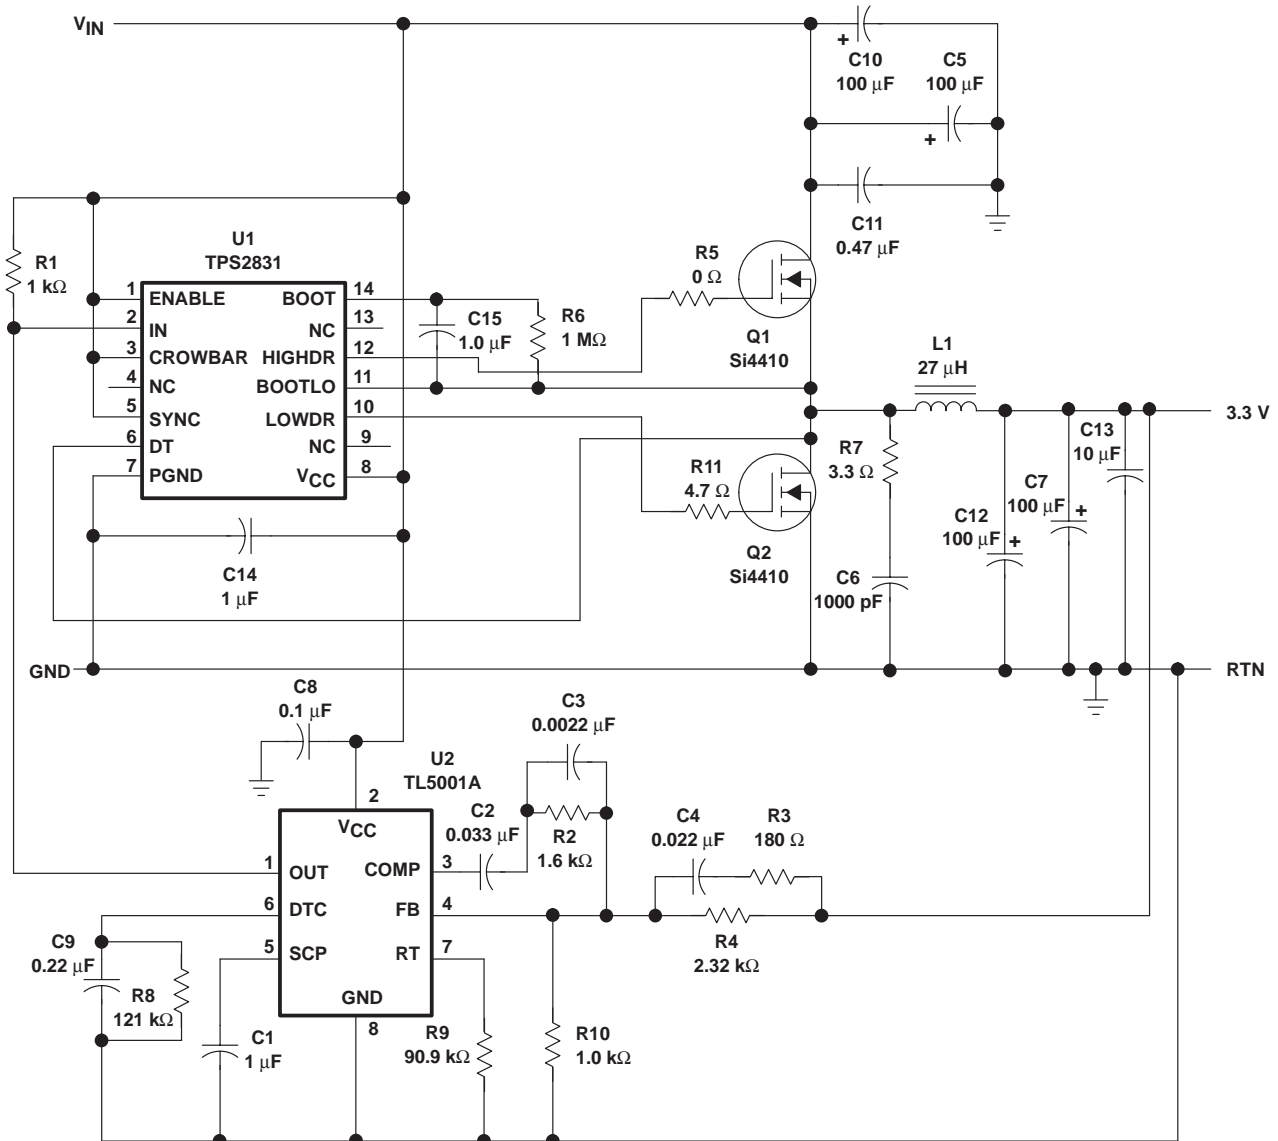 VIN
+
C10
100 µF
C5
100 µF
+
C11
0.47 µF
U1
TPS2831
R1
1 kΩ
1 ENABLE
2 IN
3 CROWBAR
4 NC
5 SYNC
6 DT
7 PGND
BOOT 14
NC 13
HIGHDR 12
BOOTLO 11
LOWDR 10
NC 9
VCC 8
C15
1.0 µF
R6
1 MΩ
R5
0 Ω
Q1
Si4410
L1
27 µH
3.3 V
R11
4.7 Ω
Q2
Si4410
R7
3.3 Ω
C6
1000 pF
C12
100 µF
+
C7
100 µF
+
C13
10 µF
C14
1 µF
GND
RTN
C8
0.1 µF
U2
TL5001A
2
VCC
1 OUT
6 DTC
5 SCP
COMP 3
FB 4
RT 7
GND
8
C2
0.033 µF
C3
0.0022 µF
R2
1.6 kΩ
C4
0.022 µF
R3
180 Ω
R4
2.32 kΩ
C9
0.22 µF
R8
121 kΩ
C1
1 µF
R9
90.9 kΩ
R10
1.0 kΩ